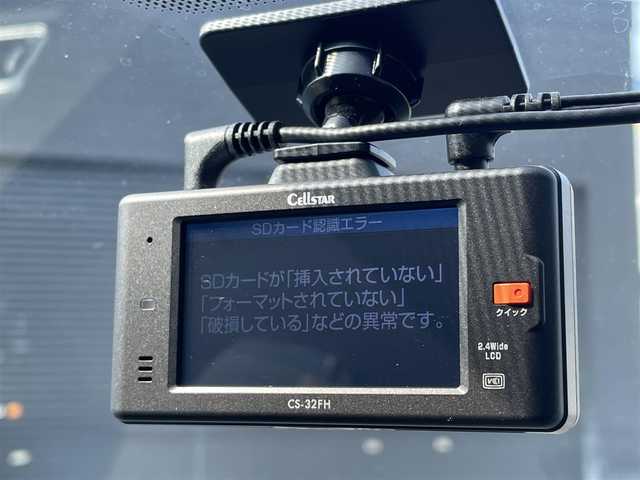 CELLSTAR
SDカード認識エラー
SDカードが「挿入されていない」
「フォーマットされていない」
「破損している」などの異常です。
クイック
2.4Wide
LCD
CS-32FH